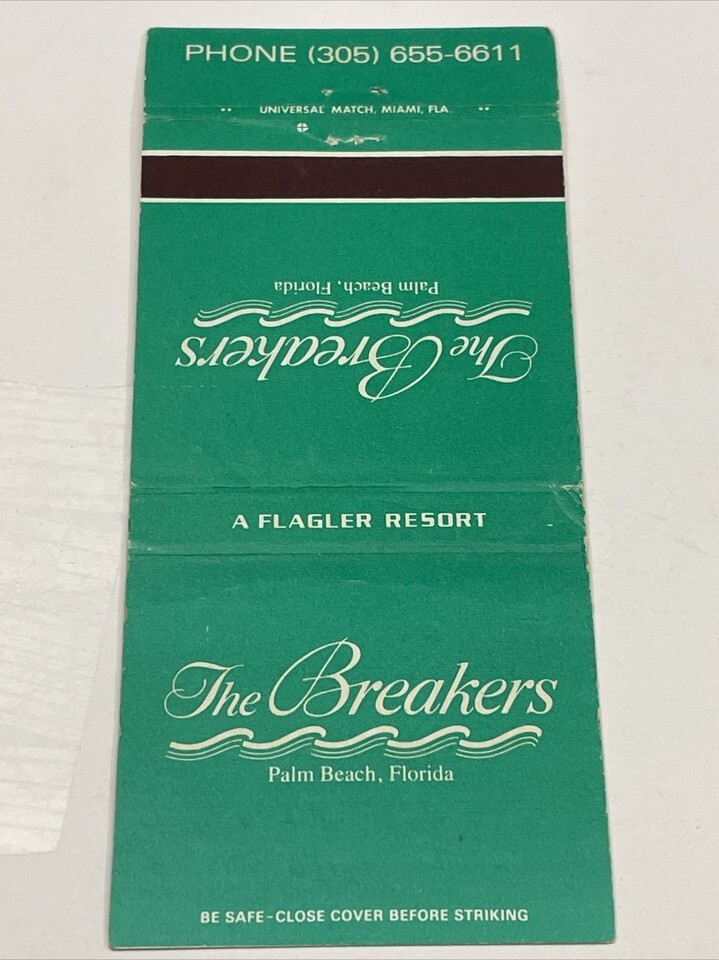 PHONE (305) 655-6611
UNIVERSAL MATCH, MIAMI, FLA.
The Breakers
Palm Beach, Florida
A FLAGLER RESORT
The Breakers
Palm Beach, Florida
BE SAFE-CLOSE COVER BEFORE STRIKING